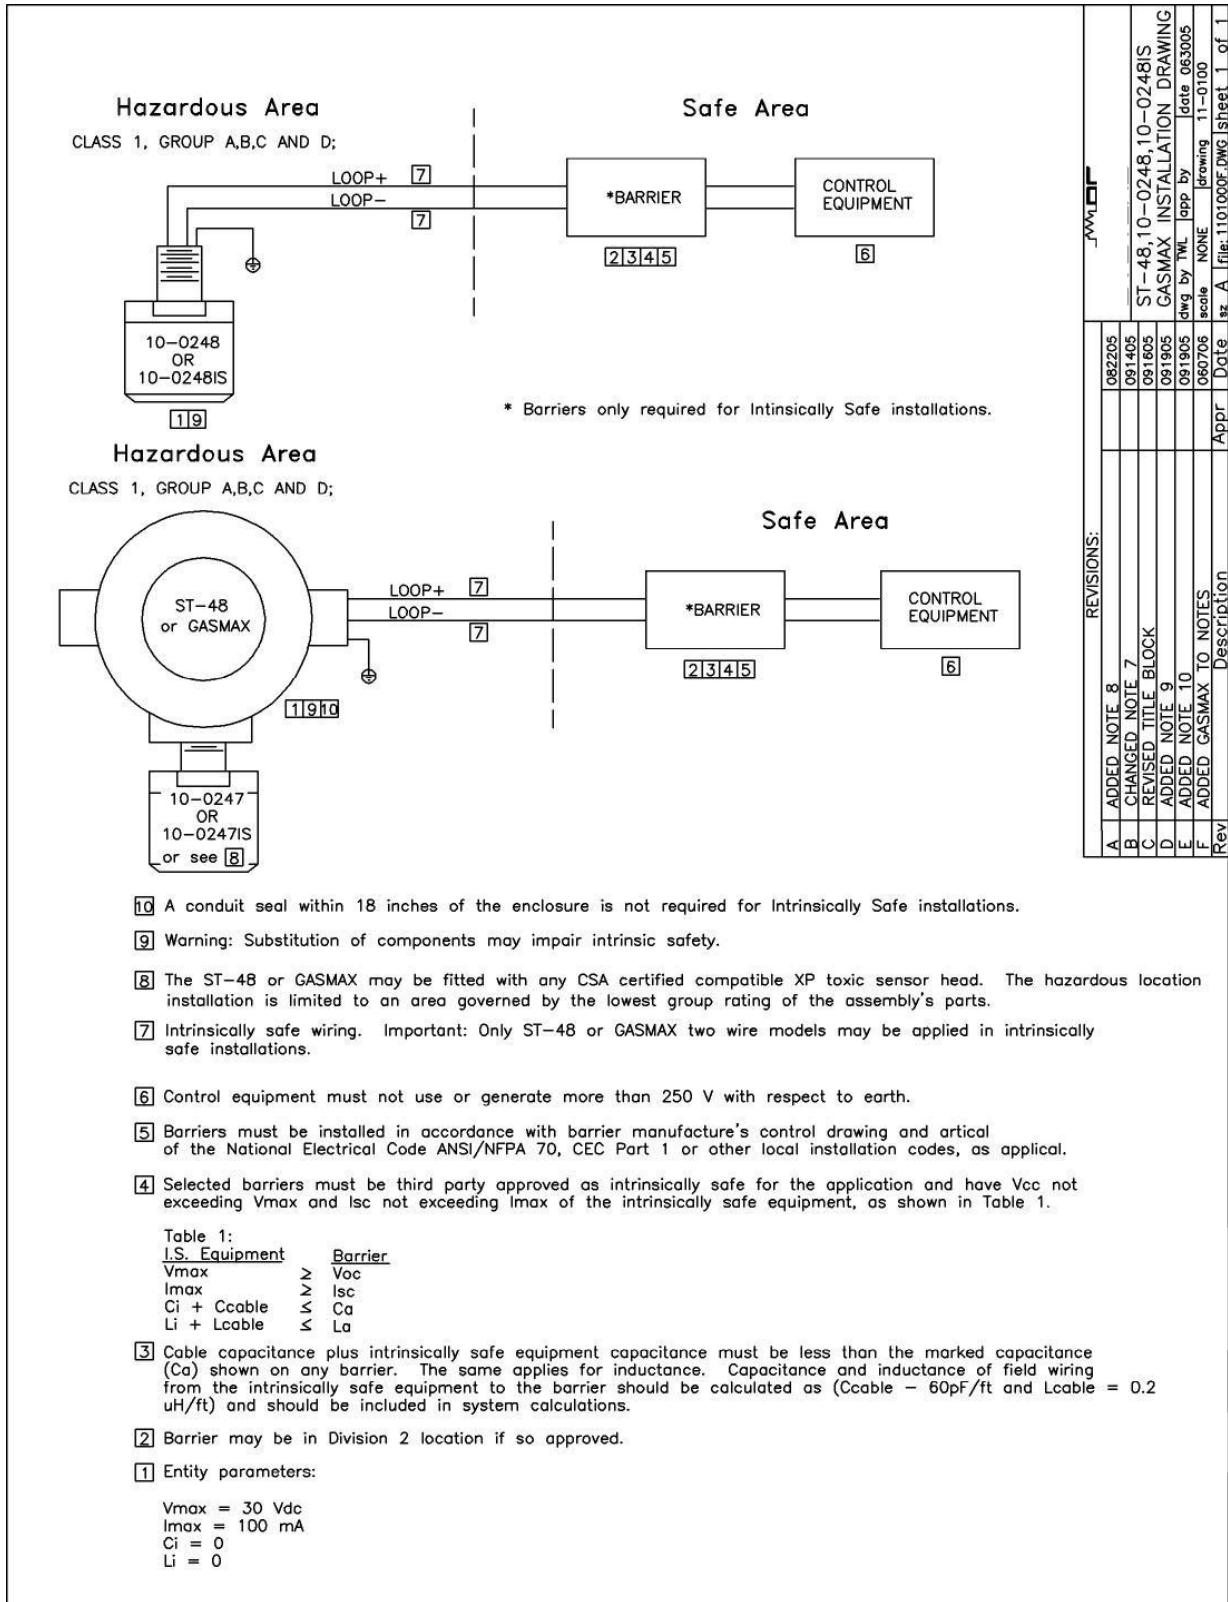 Hazardous Area
CLASS 1, GROUP A,B,C AND D;
Safe Area
LOOP+ 7
LOOP- 7
*BARRIER
2 3 4 5
CONTROL
EQUIPMENT
6
10-0248
OR
10-0248IS
1 9
* Barriers only required for Intinsically Safe installations.
Hazardous Area
CLASS 1, GROUP A,B,C AND D;
Safe Area
ST-48
or GASMAX
LOOP+ 7
LOOP- 7
*BARRIER
2 3 4 5
CONTROL
EQUIPMENT
6
1 9 10
10-0247
OR
10-0247IS
or see 8
10 A conduit seal within 18 inches of the enclosure is not required for Intrinsically Safe installations.
9 Warning: Substitution of components may impair intrinsic safety.
8 The ST-48 or GASMAX may be fitted with any CSA certified compatible XP toxic sensor head. The hazardous location
installation is limited to an area governed by the lowest group rating of the assembly's parts.
7 Intrinsically safe wiring. Important: Only ST-48 or GASMAX two wire models may be applied in intrinsically
safe installations.
6 Control equipment must not use or generate more than 250 V with respect to earth.
5 Barriers must be installed in accordance with barrier manufacture's control drawing and artical
of the National Electrical Code ANSI/NFPA 70, CEC Part 1 or other local installation codes, as applical.
4 Selected barriers must be third party approved as intrinsically safe for the application and have Vcc not
exceeding Vmax and Isc not exceeding Imax of the intrinsically safe equipment, as shown in Table 1.
Table 1:
I.S. Equipment Barrier
Vmax ≥ Voc
Imax ≥ Isc
Ci + Ccable ≤ Ca
Li + Lcable ≤ La
3 Cable capacitance plus intrinsically safe equipment capacitance must be less than the marked capacitance
(Ca) shown on any barrier. The same applies for inductance. Capacitance and inductance of field wiring
from the intrinsically safe equipment to the barrier should be calculated as (Ccable - 60pF/ft and Lcable = 0.2
uH/ft) and should be included in system calculations.
2 Barrier may be in Division 2 location if so approved.
1 Entity parameters:
Vmax = 30 Vdc
Imax = 100 mA
Ci = 0
Li = 0
REVISIONS:
A ADDED NOTE 8 082205
B CHANGED NOTE 7 091405
C REVISED TITLE BLOCK 091605
D ADDED NOTE 9 091905
E ADDED NOTE 10 091905
F ADDED GASMAX TO NOTES 060706
Rev Description Appr Date
ST-48,10-0248,10-0248IS
GASMAX INSTALLATION DRAWING
dwg by TWL app by date 063005
scale NONE drawing 11-0100
sz A file: 1101000F.DWG sheet 1 of 1